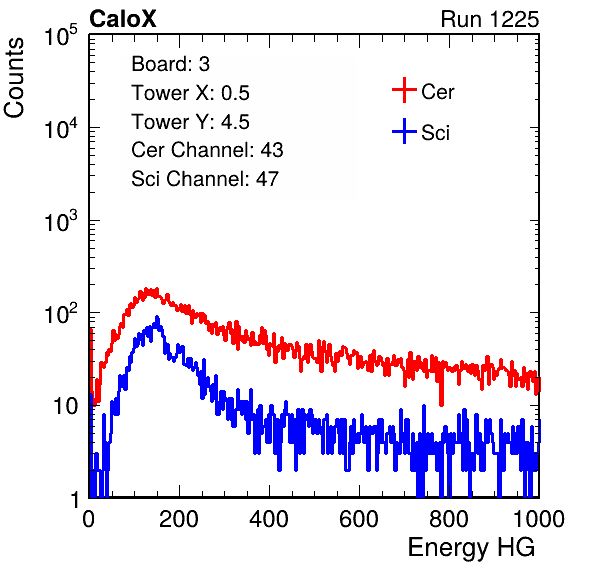 CaloX Run 1225
Counts
10^5
10^4
10^3
10^2
10
1
Board: 3
Tower X: 0.5
Tower Y: 4.5
Cer Channel: 43
Sci Channel: 47
Cer
Sci
0 200 400 600 800 1000
Energy HG